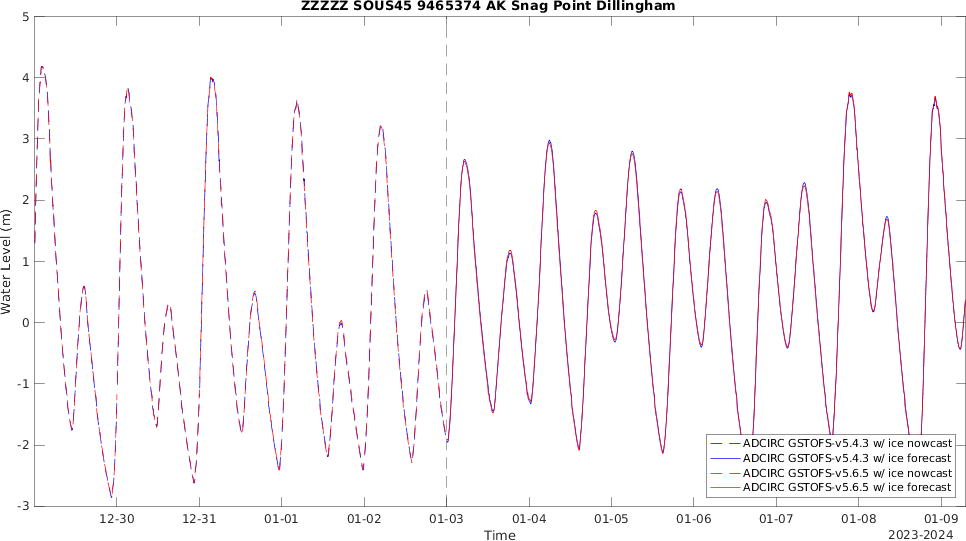 ZZZZZ SOUS45 9465374 AK Snag Point Dillingham
Water Level (m)
5
4
3
2
1
0
-1
-2
-3
12-30 12-31 01-01 01-02 01-03 01-04 01-05 01-06 01-07 01-08 01-09
Time
2023-2024
ADCIRC GSTOFS-v5.4.3 w/ ice nowcast
ADCIRC GSTOFS-v5.4.3 w/ ice forecast
ADCIRC GSTOFS-v5.6.5 w/ ice nowcast
ADCIRC GSTOFS-v5.6.5 w/ ice forecast